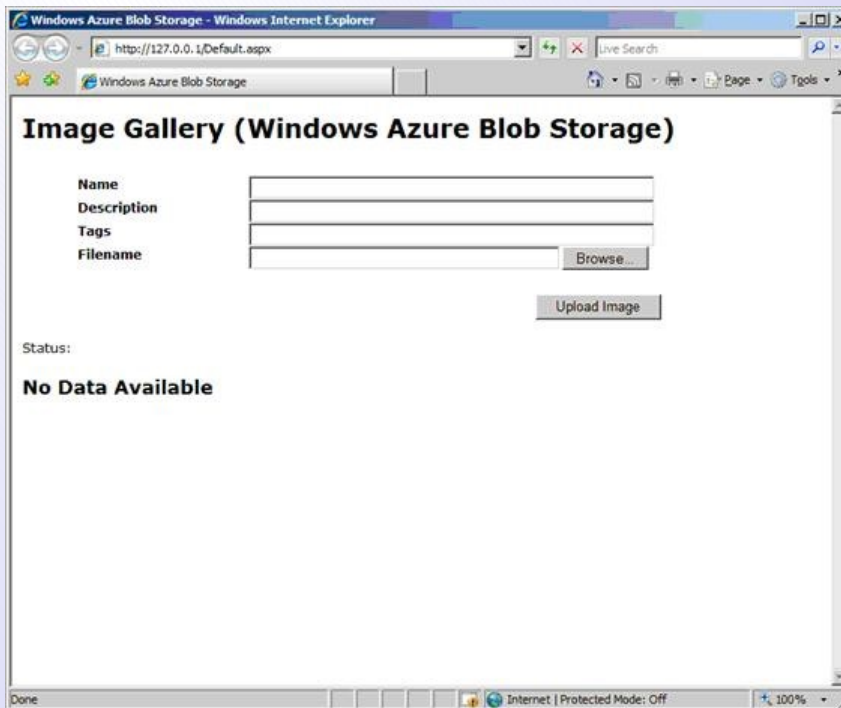 Windows Azure Blob Storage - Windows Internet Explorer
http://127.0.0.1/Default.aspx
Live Search
Windows Azure Blob Storage
Page
Tools
Image Gallery (Windows Azure Blob Storage)
Name
Description
Tags
Filename
Browse...
Upload Image
Status:
No Data Available
Done
Internet | Protected Mode: Off
100%